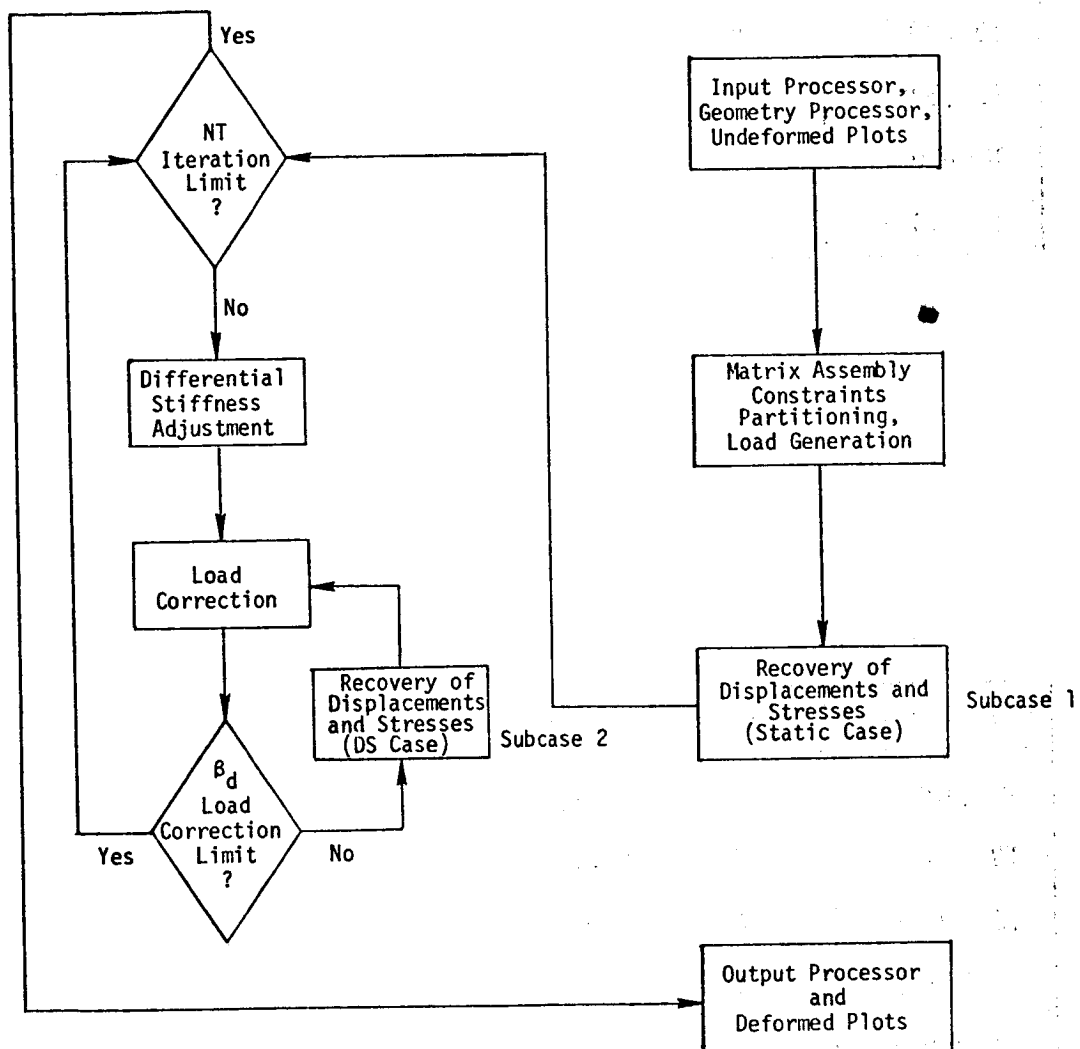 Yes
NT
Iteration
Limit
?
No
Differential
Stiffness
Adjustment
Load
Correction
Recovery of
Displacements
and Stresses
(DS Case)
Subcase 2
βd
Load
Correction
Limit
?
Yes
No
Input Processor,
Geometry Processor,
Undeformed Plots
Matrix Assembly
Constraints
Partitioning,
Load Generation
Recovery of
Displacements and
Stresses
(Static Case)
Subcase 1
Output Processor
and
Deformed Plots